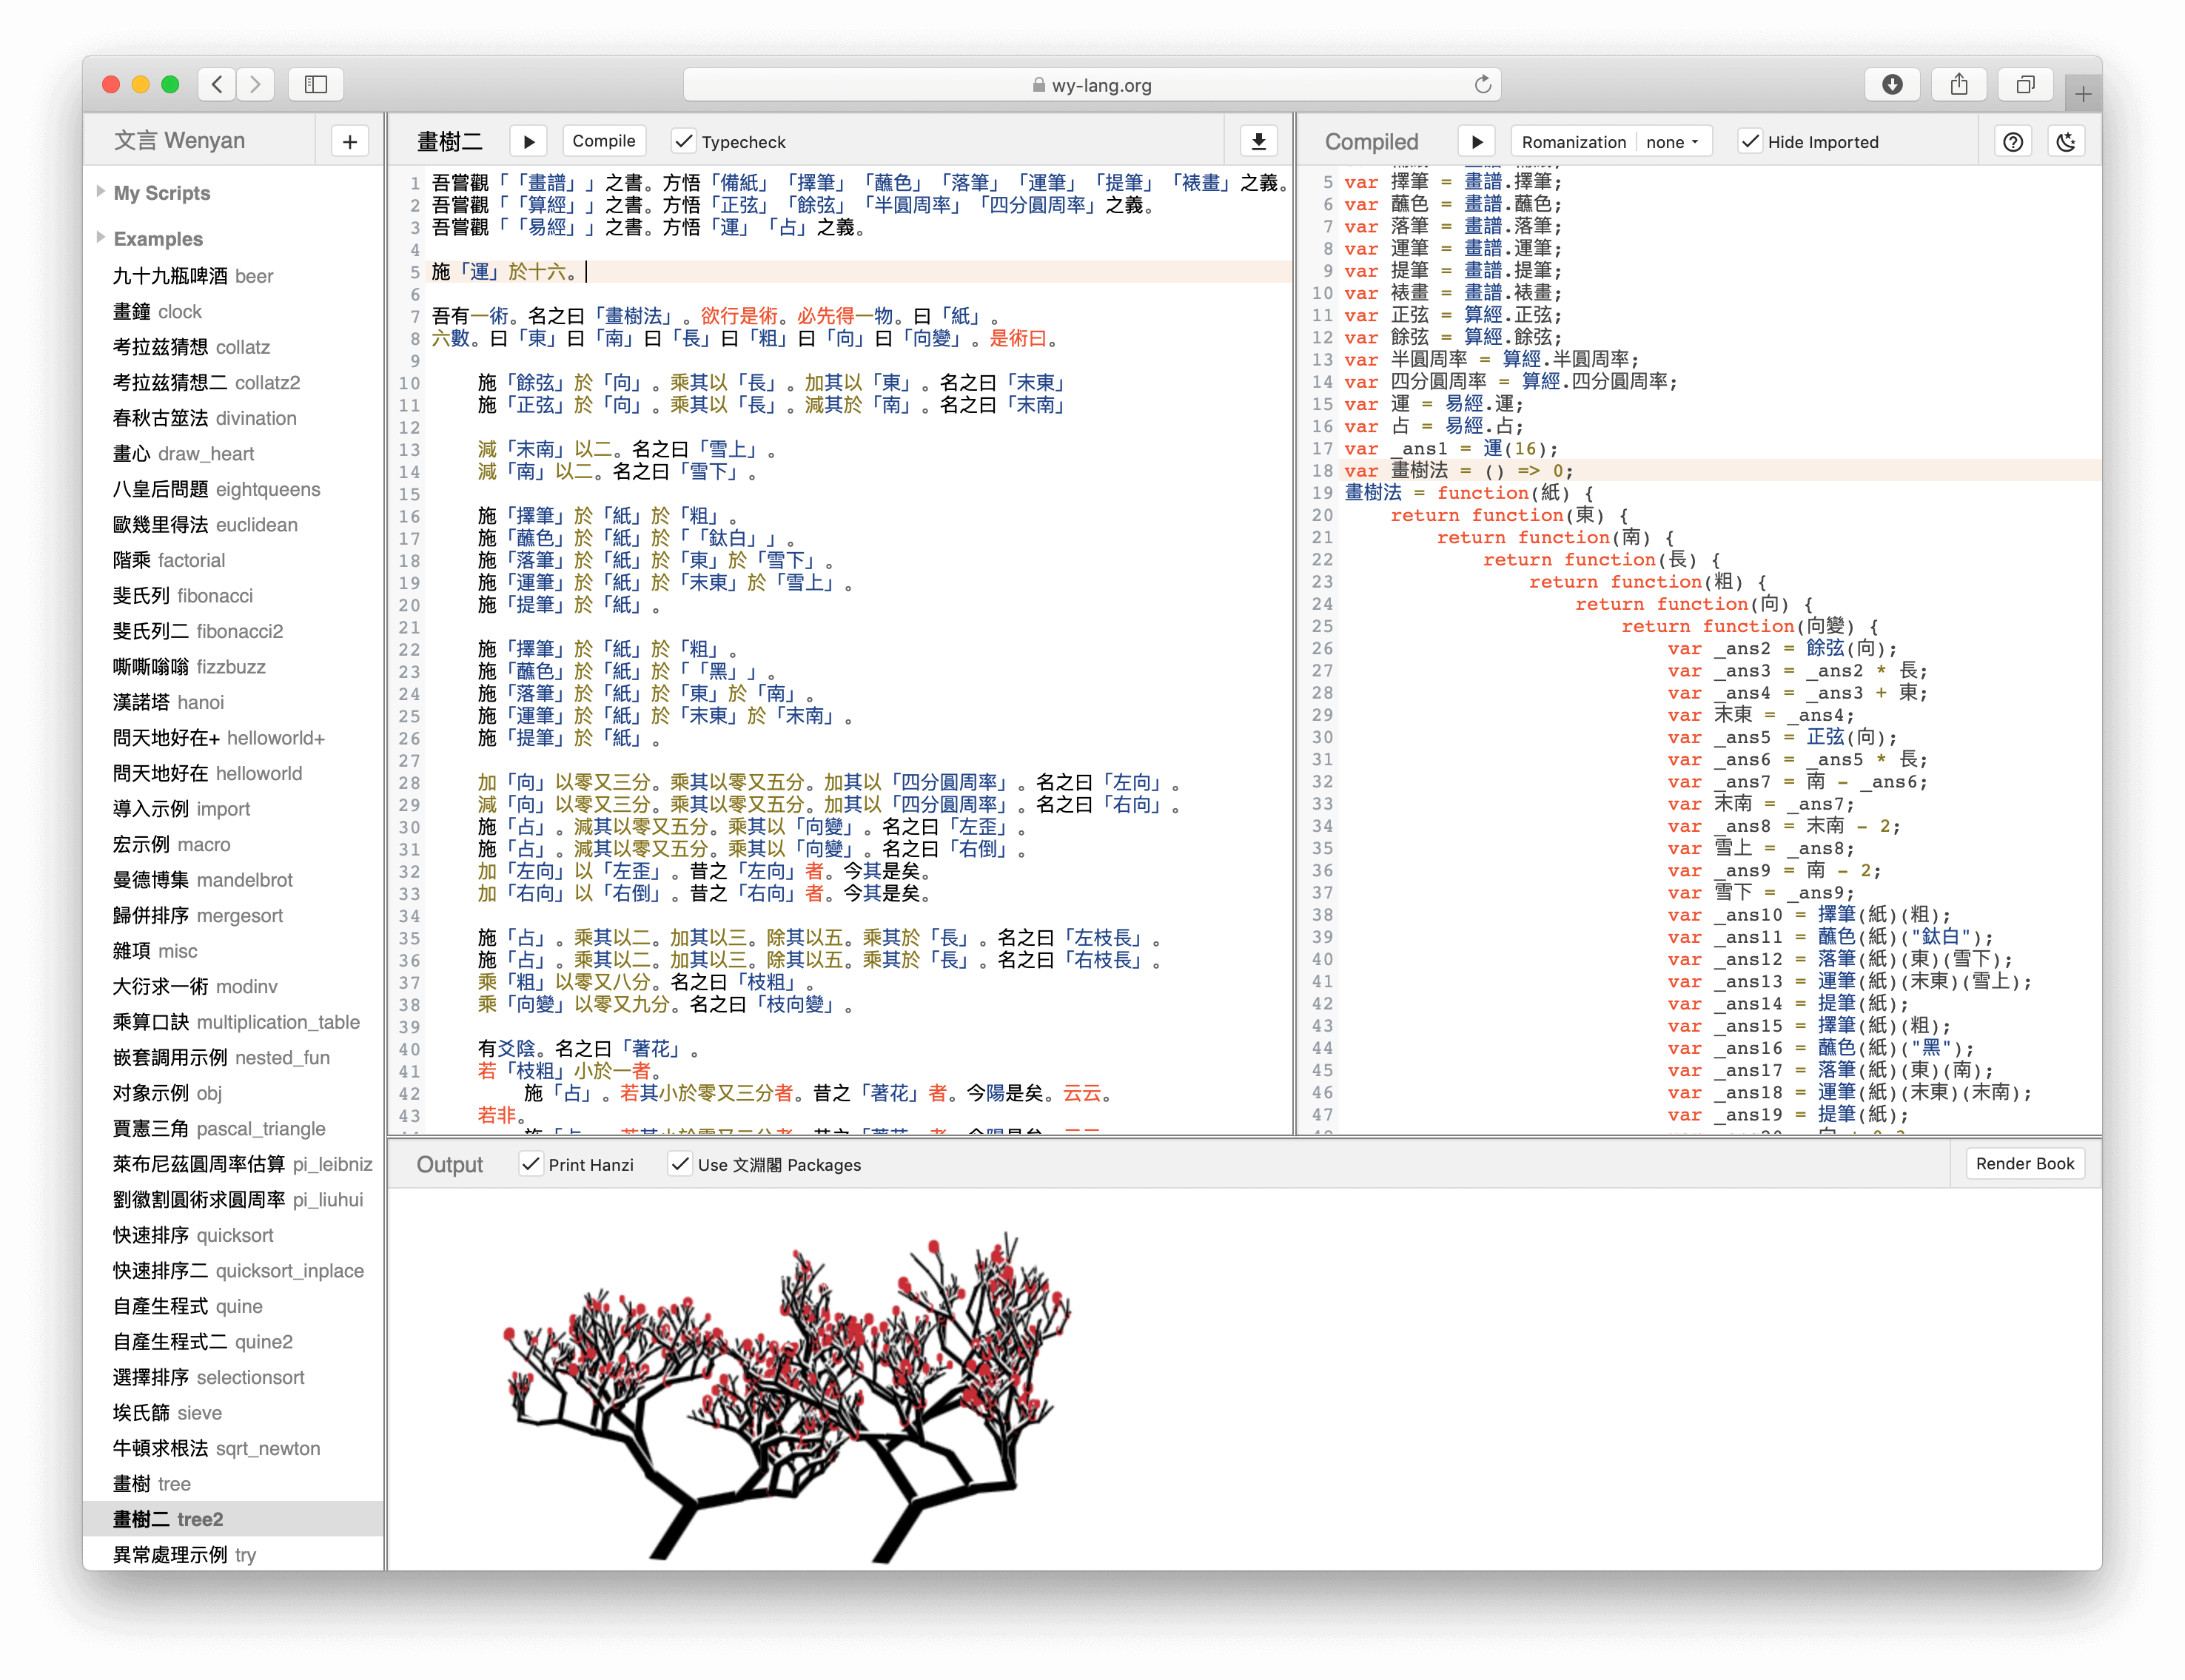 wy-lang.org
文言 Wenyan
+
My Scripts
Examples
九十九瓶啤酒 beer
畫鐘 clock
考拉茲猜想 collatz
考拉茲猜想二 collatz2
春秋古筮法 divination
畫心 draw_heart
八皇后問題 eightqueens
歐幾里得法 euclidean
階乘 factorial
斐氏列 fibonacci
斐氏列二 fibonacci2
嘶嘶嗡嗡 fizzbuzz
漢諾塔 hanoi
問天地好在+ helloworld+
問天地好在 helloworld
導入示例 import
宏示例 macro
曼德博集 mandelbrot
歸併排序 mergesort
雜項 misc
大衍求一術 modinv
乘算口訣 multiplication_table
嵌套調用示例 nested_fun
对象示例 obj
賈憲三角 pascal_triangle
萊布尼茲圓周率估算 pi_leibniz
劉徽割圓術求圓周率 pi_liuhui
快速排序 quicksort
快速排序二 quicksort_inplace
自產生程式 quine
自產生程式二 quine2
選擇排序 selectionsort
埃氏篩 sieve
牛頓求根法 sqrt_newton
畫樹 tree
畫樹二 tree2
異常處理示例 try
畫樹二 Compile Typecheck
1 吾嘗觀「「畫譜」」之書。方悟「備紙」「擇筆」「蘸色」「落筆」「運筆」「提筆」「裱畫」之義。
2 吾嘗觀「「算經」」之書。方悟「正弦」「餘弦」「半圓周率」「四分圓周率」之義。
3 吾嘗觀「「易經」」之書。方悟「運」「占」之義。
4
5 施「運」於十六。
6
7 吾有一術。名之曰「畫樹法」。欲行是術。必先得一物。曰「紙」。
8 六數。曰「東」曰「南」曰「長」曰「粗」曰「向」曰「向變」。是術曰。
9
10 施「餘弦」於「向」。乘其以「長」。加其以「東」。名之曰「末東」
11 施「正弦」於「向」。乘其以「長」。減其於「南」。名之曰「末南」
12
13 減「末南」以二。名之曰「雪上」。
14 減「南」以二。名之曰「雪下」。
15
16 施「擇筆」於「紙」於「粗」。
17 施「蘸色」於「紙」於「「鈦白」」。
18 施「落筆」於「紙」於「東」於「雪下」。
19 施「運筆」於「紙」於「末東」於「雪上」。
20 施「提筆」於「紙」。
21
22 施「擇筆」於「紙」於「粗」。
23 施「蘸色」於「紙」於「「黑」」。
24 施「落筆」於「紙」於「東」於「南」。
25 施「運筆」於「紙」於「末東」於「末南」。
26 施「提筆」於「紙」。
27
28 加「向」以零又三分。乘其以零又五分。加其以「四分圓周率」。名之曰「左向」。
29 減「向」以零又三分。乘其以零又五分。加其以「四分圓周率」。名之曰「右向」。
30 施「占」。減其以零又五分。乘其以「向變」。名之曰「左歪」。
31 施「占」。減其以零又五分。乘其以「向變」。名之曰「右倒」。
32 加「左向」以「左歪」。昔之「左向」者。今其是矣。
33 加「右向」以「右倒」。昔之「右向」者。今其是矣。
34
35 施「占」。乘其以二。加其以三。除其以五。乘其於「長」。名之曰「左枝長」。
36 施「占」。乘其以二。加其以三。除其以五。乘其於「長」。名之曰「右枝長」。
37 乘「粗」以零又八分。名之曰「枝粗」。
38 乘「向變」以零又九分。名之曰「枝向變」。
39
40 有爻陰。名之曰「著花」。
41 若「枝粗」小於一者。
42 施「占」。若其小於零又三分者。昔之「著花」者。今陽是矣。云云。
43 若非。
Compiled Romanization none Hide Imported
5 var 擇筆 = 畫譜.擇筆;
6 var 蘸色 = 畫譜.蘸色;
7 var 落筆 = 畫譜.落筆;
8 var 運筆 = 畫譜.運筆;
9 var 提筆 = 畫譜.提筆;
10 var 裱畫 = 畫譜.裱畫;
11 var 正弦 = 算經.正弦;
12 var 餘弦 = 算經.餘弦;
13 var 半圓周率 = 算經.半圓周率;
14 var 四分圓周率 = 算經.四分圓周率;
15 var 運 = 易經.運;
16 var 占 = 易經.占;
17 var _ans1 = 運(16);
18 var 畫樹法 = () => 0;
19 畫樹法 = function(紙) {
20 return function(東) {
21 return function(南) {
22 return function(長) {
23 return function(粗) {
24 return function(向) {
25 return function(向變) {
26 var _ans2 = 餘弦(向);
27 var _ans3 = _ans2 * 長;
28 var _ans4 = _ans3 + 東;
29 var 末東 = _ans4;
30 var _ans5 = 正弦(向);
31 var _ans6 = _ans5 * 長;
32 var _ans7 = 南 - _ans6;
33 var 末南 = _ans7;
34 var _ans8 = 末南 - 2;
35 var 雪上 = _ans8;
36 var _ans9 = 南 - 2;
37 var 雪下 = _ans9;
38 var _ans10 = 擇筆(紙)(粗);
39 var _ans11 = 蘸色(紙)("鈦白");
40 var _ans12 = 落筆(紙)(東)(雪下);
41 var _ans13 = 運筆(紙)(末東)(雪上);
42 var _ans14 = 提筆(紙);
43 var _ans15 = 擇筆(紙)(粗);
44 var _ans16 = 蘸色(紙)("黑");
45 var _ans17 = 落筆(紙)(東)(南);
46 var _ans18 = 運筆(紙)(末東)(末南);
47 var _ans19 = 提筆(紙);
Output Print Hanzi Use 文淵閣 Packages Render Book